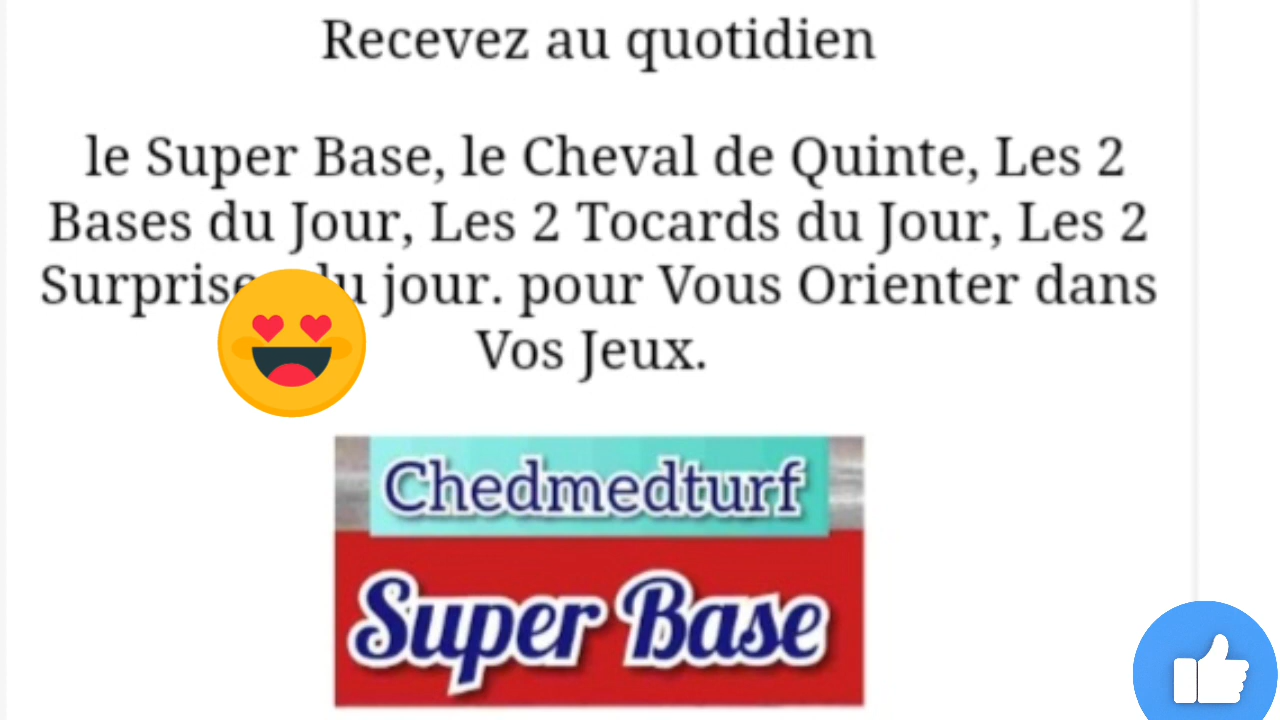 Recevez au quotidien
le Super Base, le Cheval de Quinte, Les 2
Bases du Jour, Les 2 Tocards du Jour, Les 2
jour. pour Vous Orienter dans
Vos Jeux.
Chedmedturf
Super Base